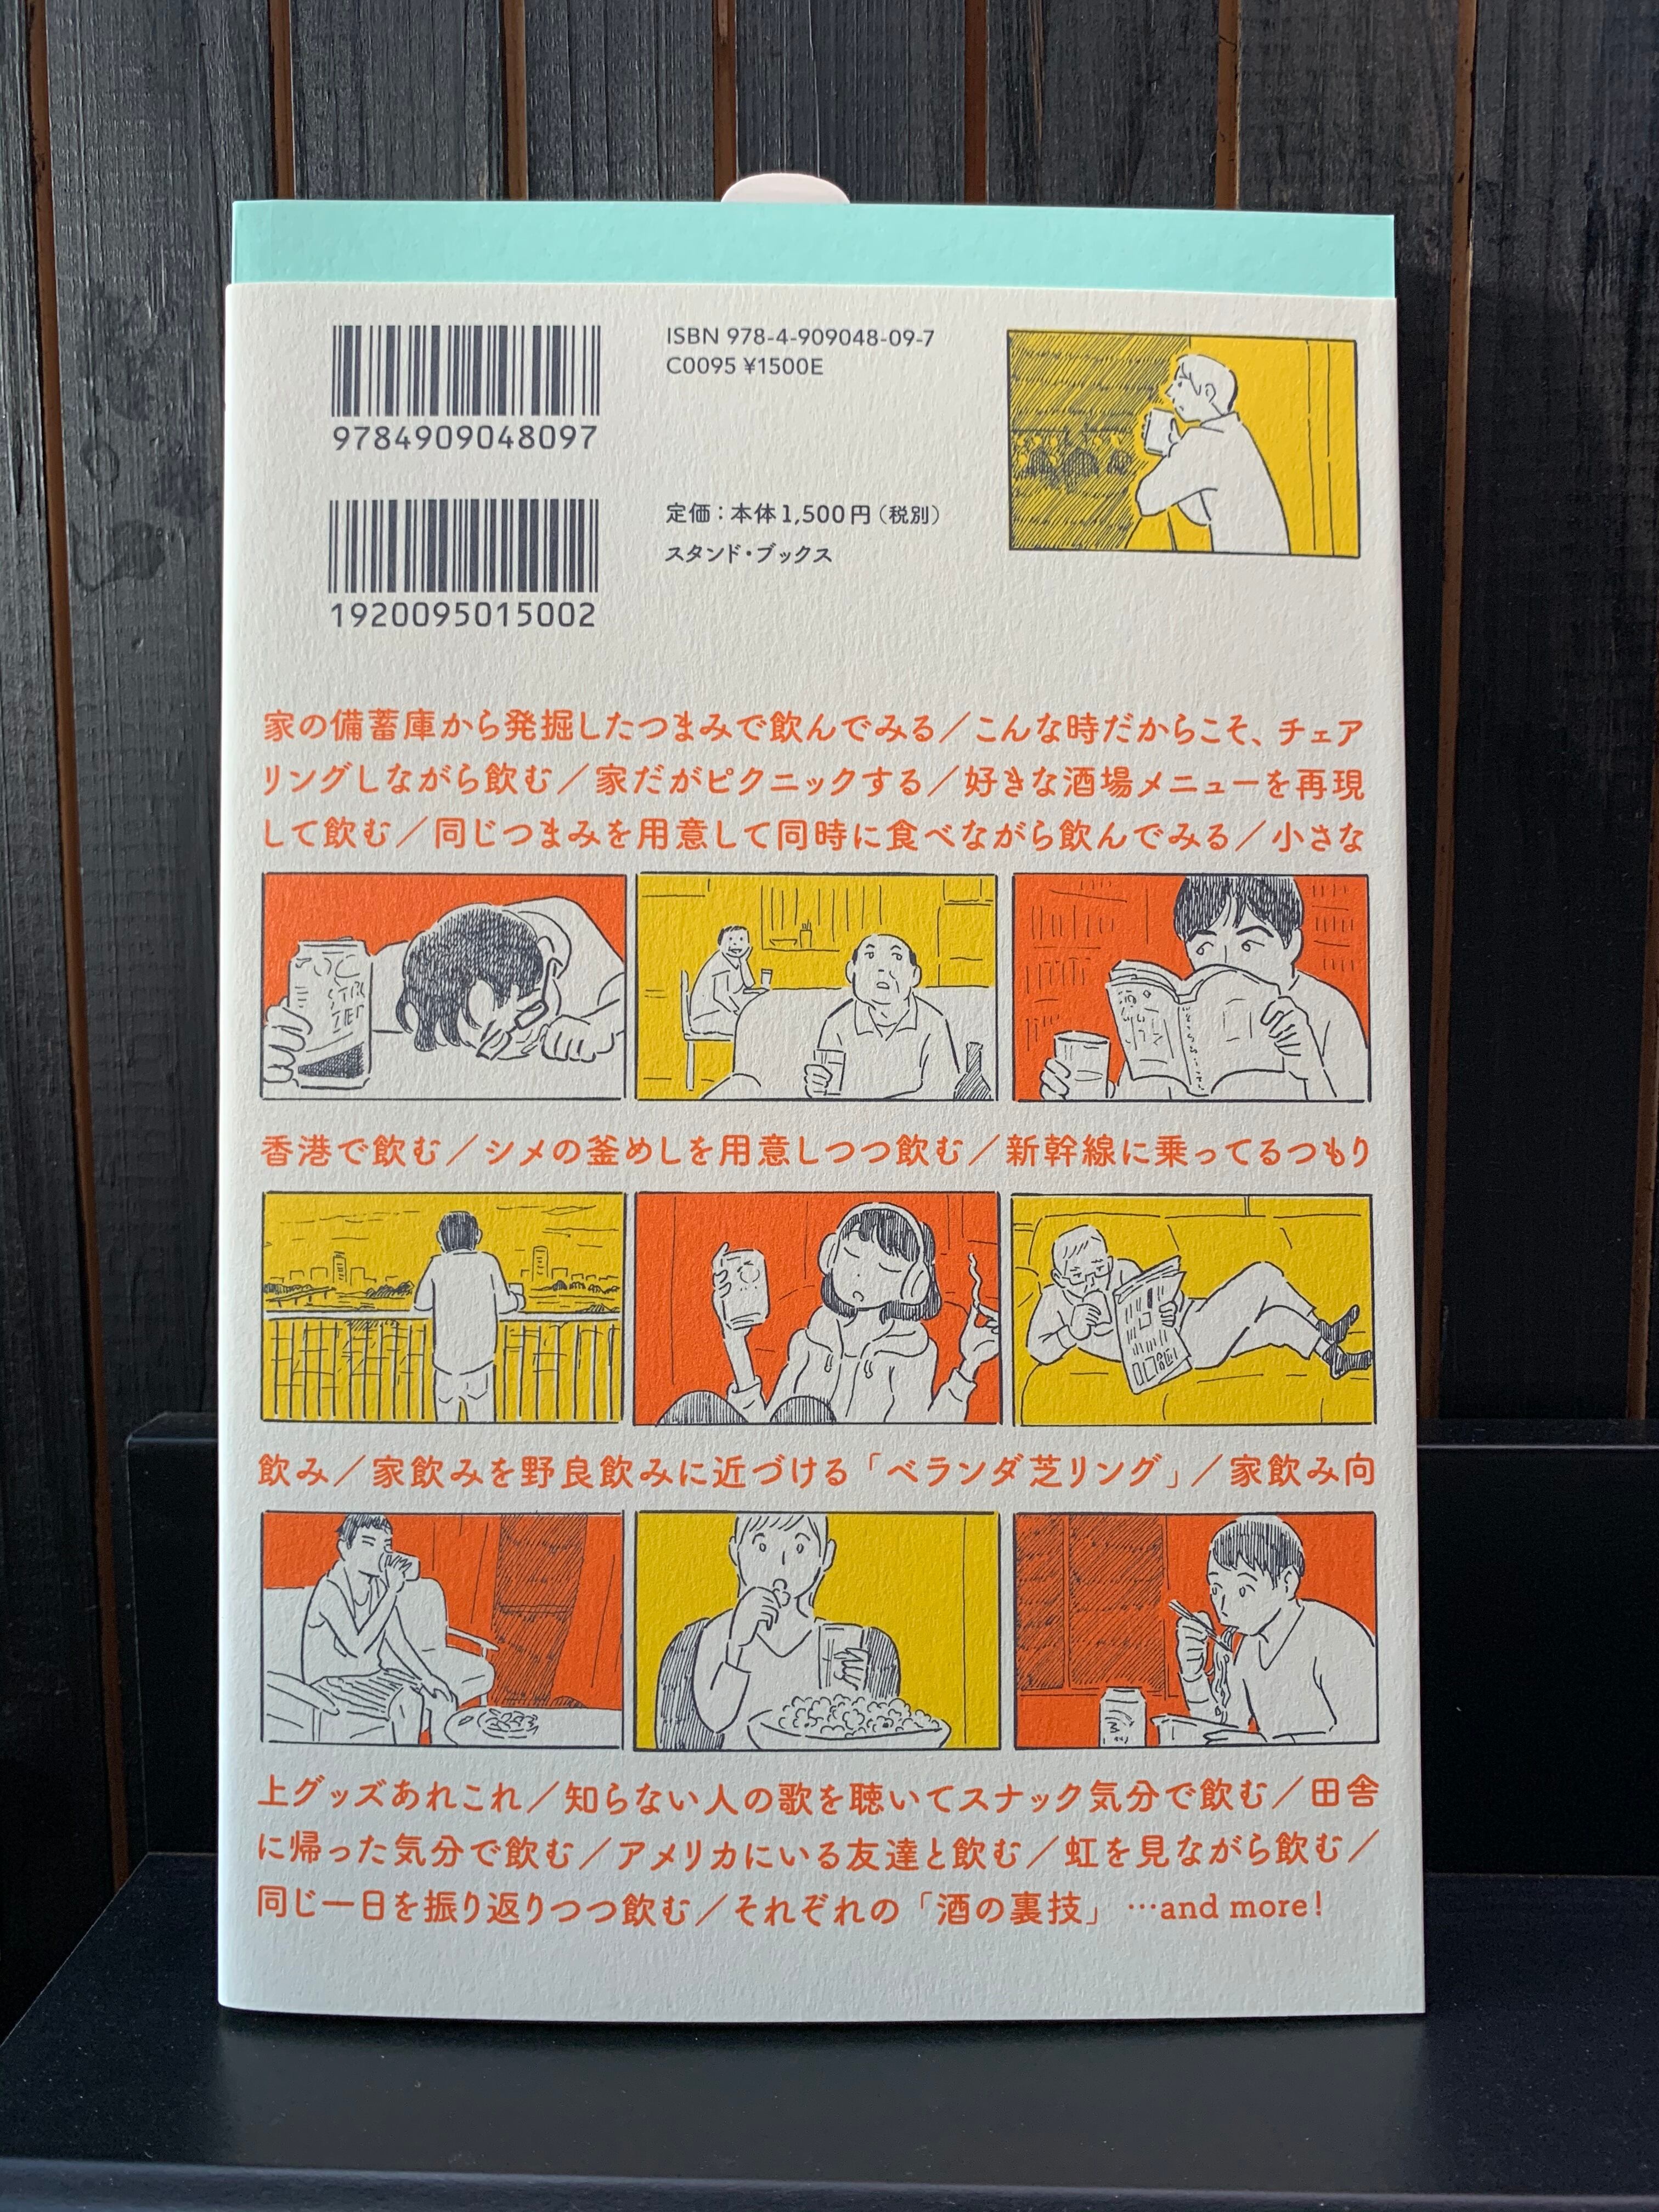 9784909048097
ISBN 978-4-909048-09-7
C0095 ¥1500E
1920095015002
定価：本体1,500円（税別）
スタンド・ブックス
家の備蓄庫から発掘したつまみで飲んでみる／こんな時だからこそ、チェア
リングしながら飲む／家だがピクニックする／好きな酒場メニューを再現
して飲む／同じつまみを用意して同時に食べながら飲んでみる／小さな
香港で飲む／シメの釜めしを用意しつつ飲む／新幹線に乗ってるつもり
飲み／家飲みを野良飲みに近づける「ベランダ芝リング」／家飲み向
上グッズあれこれ／知らない人の歌を聴いてスナック気分で飲む／田舎
に帰った気分で飲む／アメリカにいる友達と飲む／虹を見ながら飲む／
同じ一日を振り返りつつ飲む／それぞれの「酒の裏技」…and more!